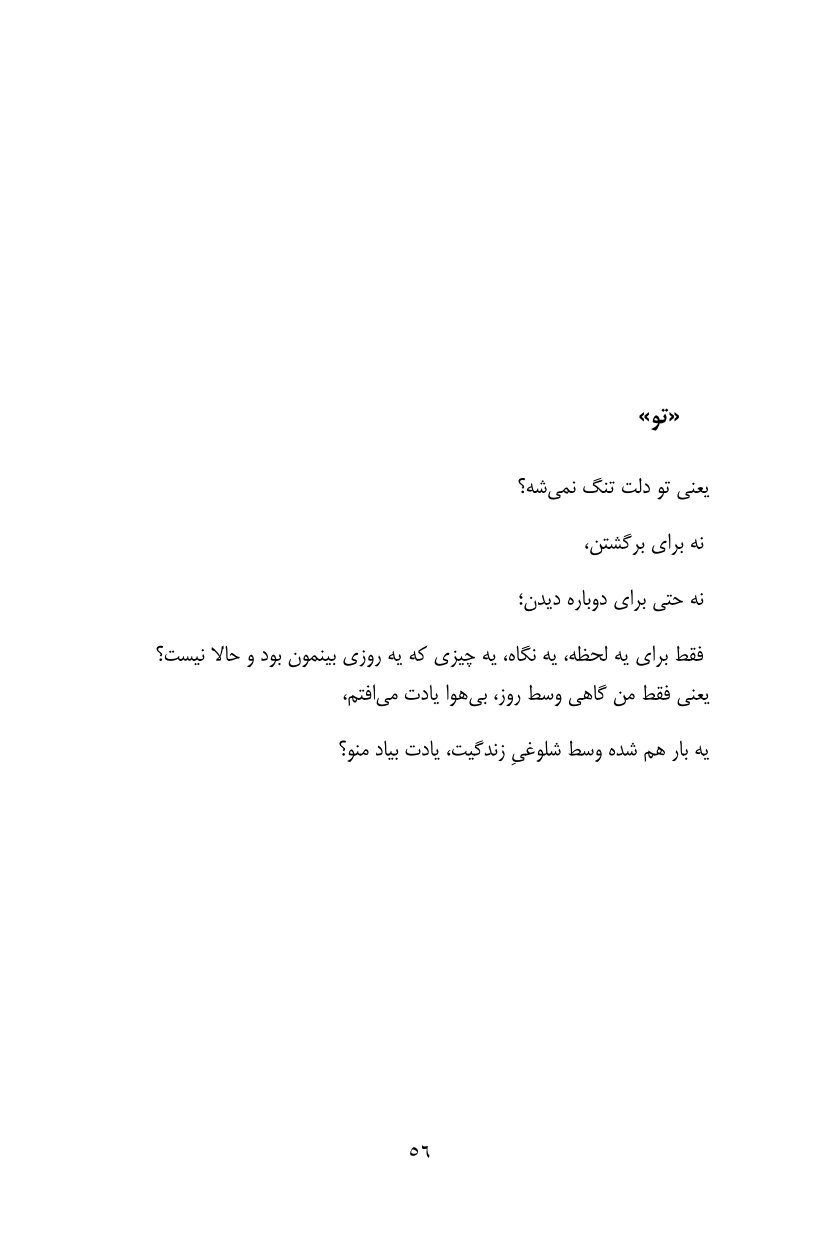 «تو»
یعنی تو دلت تنگ نمی‌شه؟
نه برای برگشتن،
نه حتی برای دوباره دیدن؛
فقط برای یه لحظه، یه نگاه، یه چیزی که یه روزی بینمون بود و حالا نیست؟
یعنی فقط من گاهی وسط روز، بی‌هوا یادت می‌افتم،
یه بار هم شده وسط شلوغیِ زندگیت، یادت بیاد منو؟
٥٦